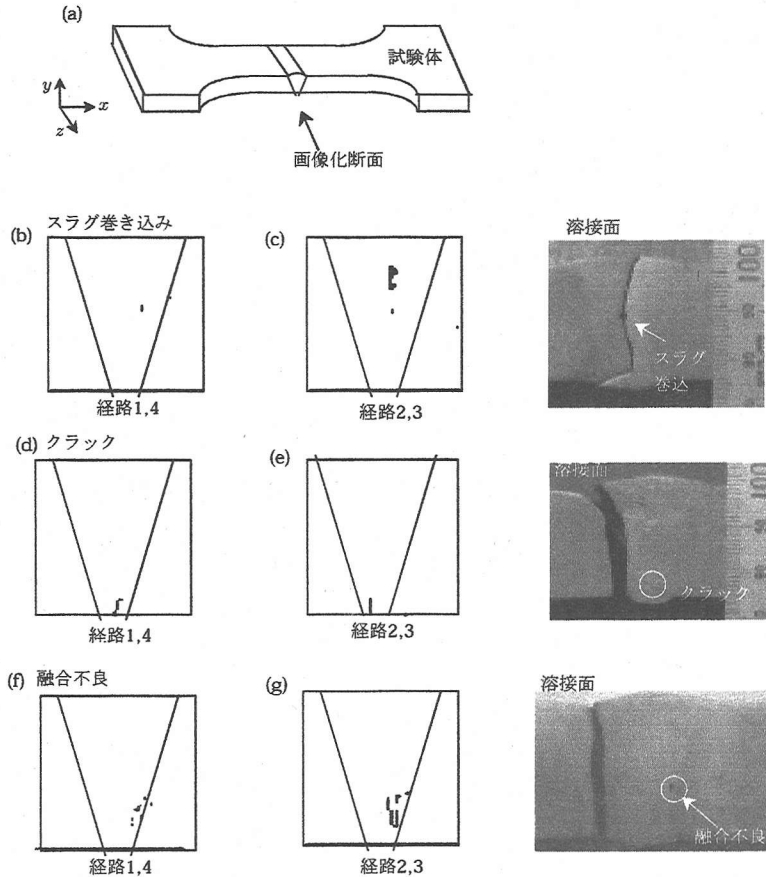 (a)
試験体
y
x
z
画像化断面
(b) スラグ巻き込み
(c)
溶接面
経路1,4
経路2,3
100
スラグ
巻込
(d) クラック
(e)
溶接面
100
クラック
経路1,4
経路2,3
(f) 融合不良
(g)
溶接面
融合不良
経路1,4
経路2,3